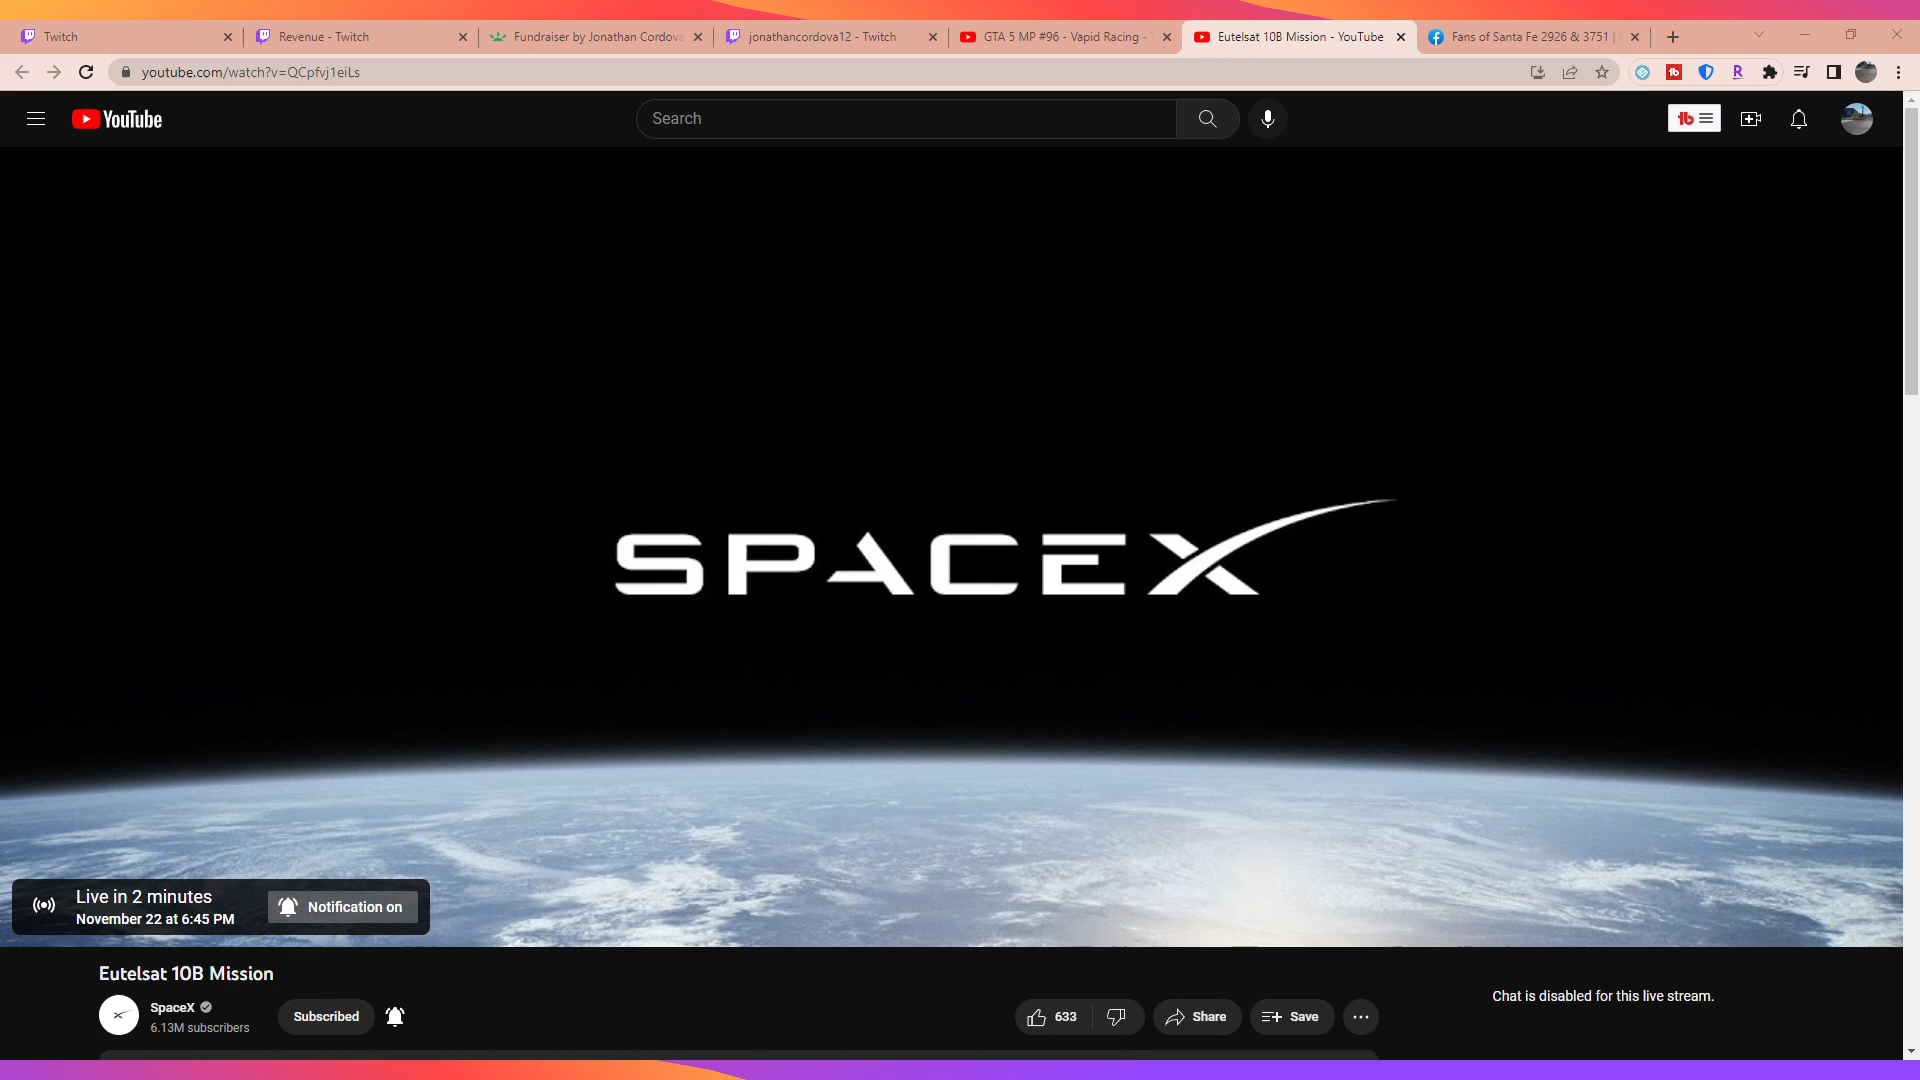 Twitch
Revenue - Twitch
Fundraiser by Jonathan Cordova
jonathancordova12 - Twitch
GTA 5 MP #96 - Vapid Racing -
Eutelsat 10B Mission - YouTube
Fans of Santa Fe 2926 & 3751 |
youtube.com/watch?v=QCpfvj1eiLs
R
YouTube
Search
SPACEX
Live in 2 minutes
November 22 at 6:45 PM
Notification on
Eutelsat 10B Mission
SpaceX
6.13M subscribers
Subscribed
633
Share
Save
Chat is disabled for this live stream.